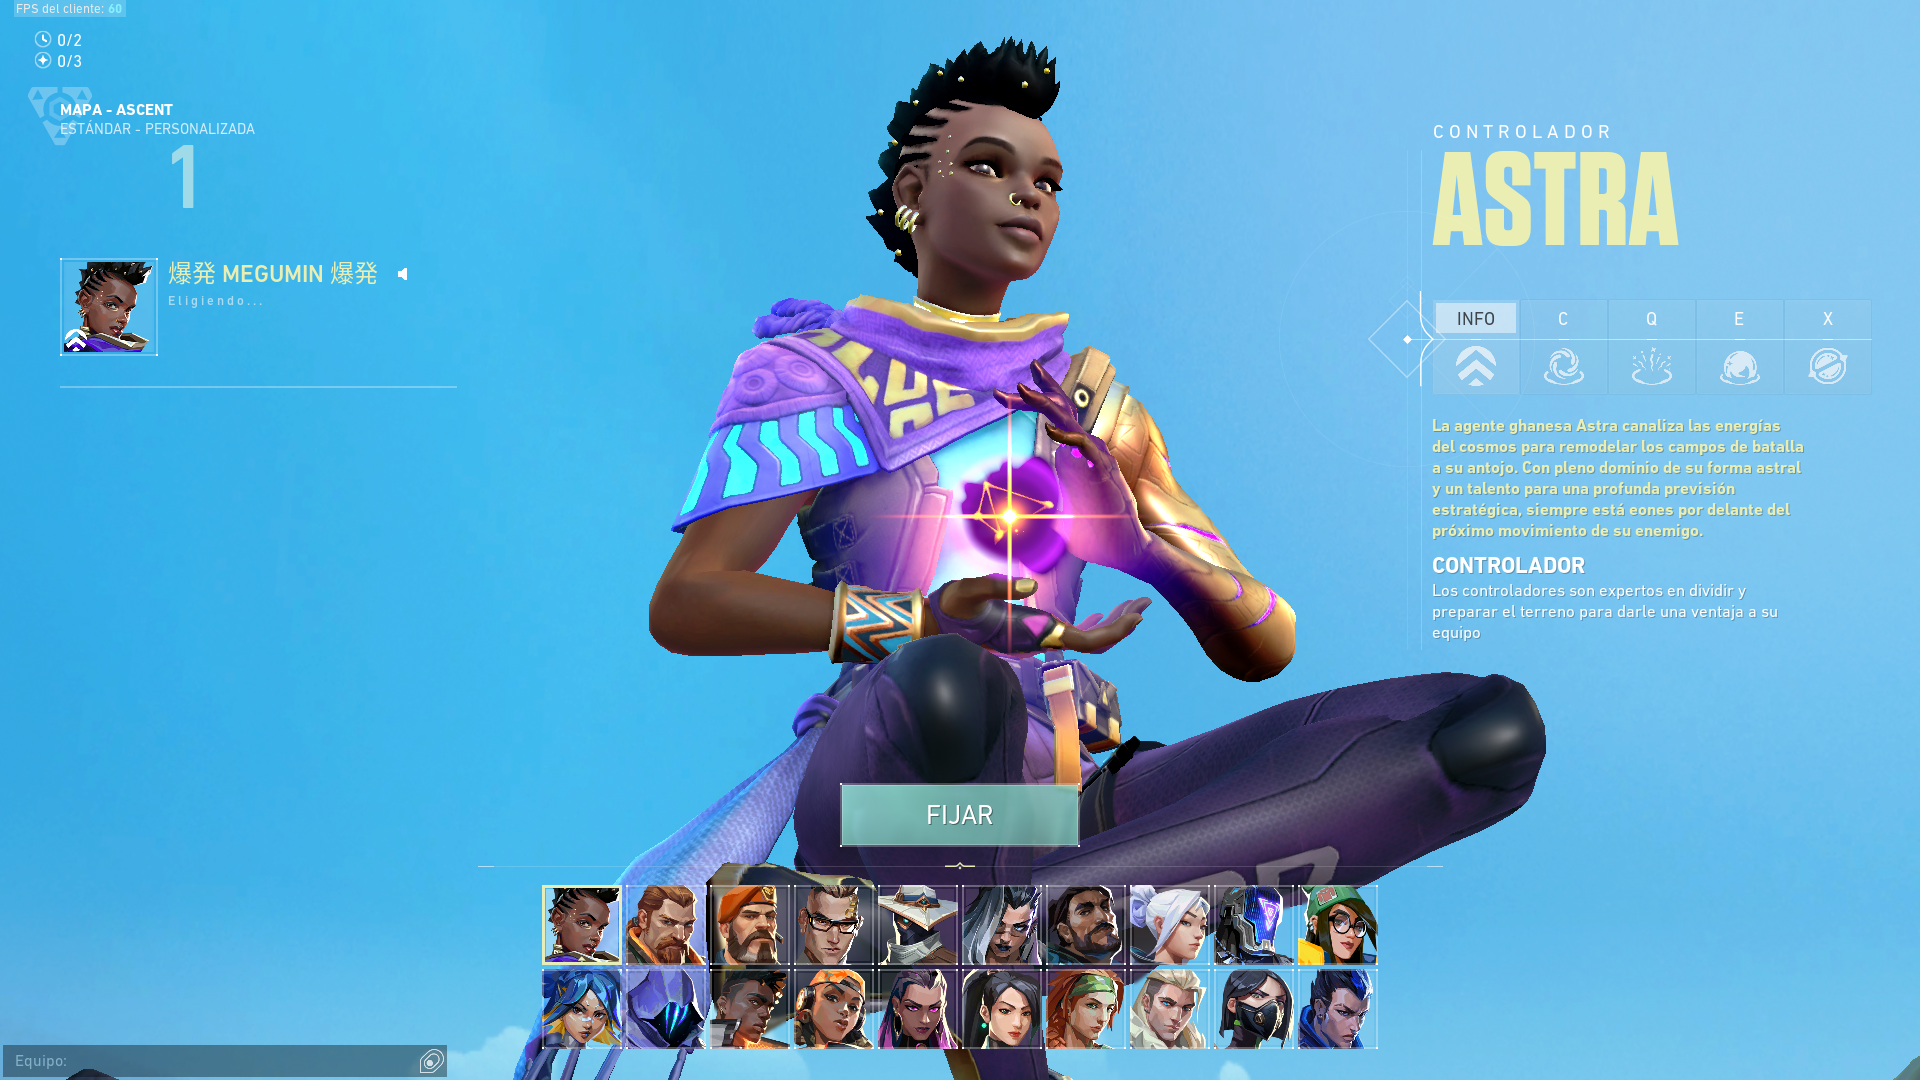 FPS del cliente: 60
0/2
0/3
MAPA - ASCENT
ESTÁNDAR - PERSONALIZADA
1
爆発 MEGUMIN 爆発
Eligiendo...
CONTROLADOR
ASTRA
INFO C Q E X
La agente ghanesa Astra canaliza las energías
del cosmos para remodelar los campos de batalla
a su antojo. Con pleno dominio de su forma astral
y un talento para una profunda previsión
estratégica, siempre está eones por delante del
próximo movimiento de su enemigo.
CONTROLADOR
Los controladores son expertos en dividir y
preparar el terreno para darle una ventaja a su
equipo
FIJAR
Equipo: